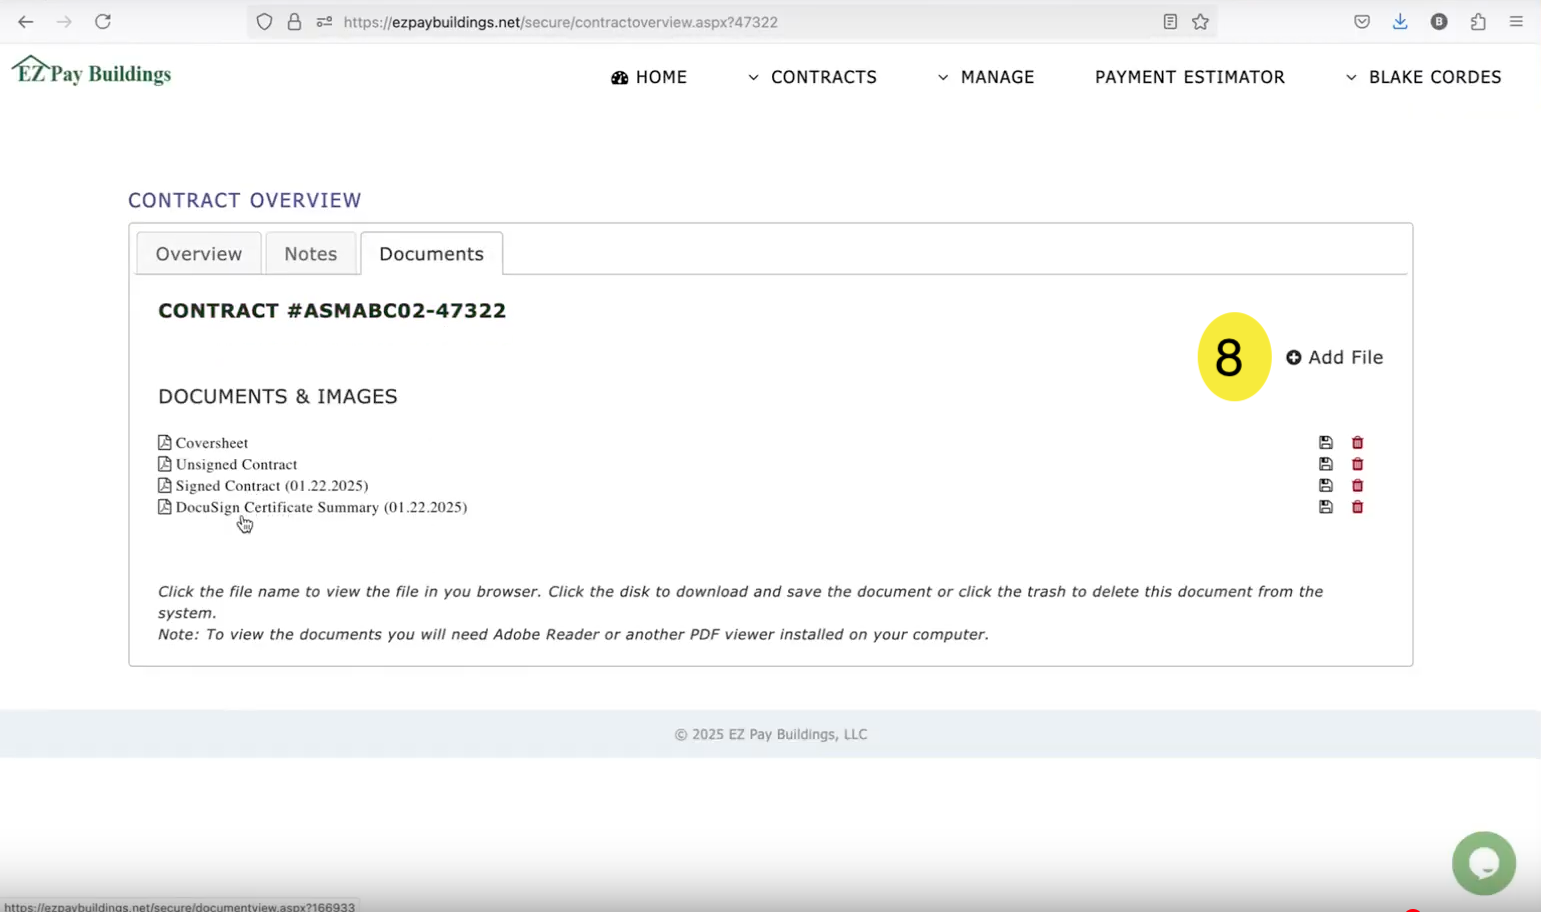 https://ezpaybuildings.net/secure/contractoverview.aspx?47322
B
EZ Pay Buildings
HOME
CONTRACTS
MANAGE
PAYMENT ESTIMATOR
BLAKE CORDES
CONTRACT OVERVIEW
Overview
Notes
Documents
CONTRACT #ASMABC02-47322
8
Add File
DOCUMENTS & IMAGES
Coversheet
Unsigned Contract
Signed Contract (01.22.2025)
DocuSign Certificate Summary (01.22.2025)
Click the file name to view the file in you browser. Click the disk to download and save the document or click the trash to delete this document from the
system.
Note: To view the documents you will need Adobe Reader or another PDF viewer installed on your computer.
© 2025 EZ Pay Buildings, LLC
https://ezpaybuildings.net/secure/documentview.aspx?166933